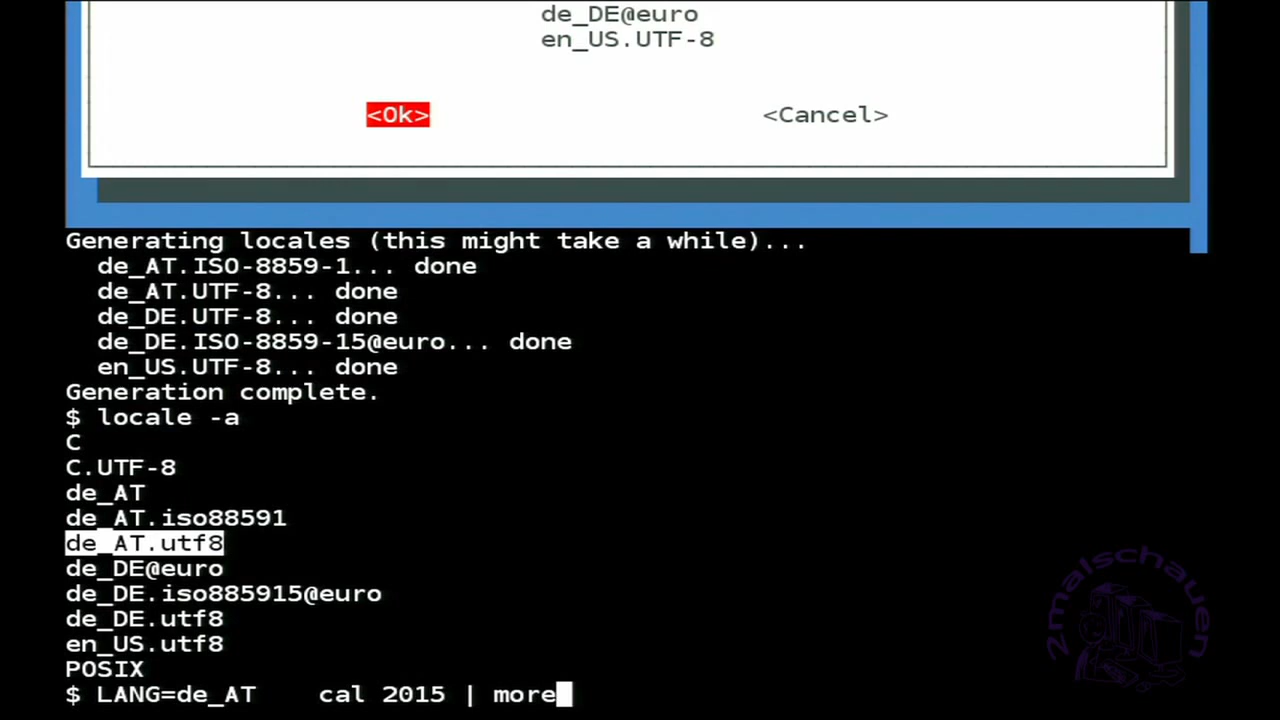 de_DE@euro
en_US.UTF-8
<Ok> <Cancel>
Generating locales (this might take a while)...
  de_AT.ISO-8859-1... done
  de_AT.UTF-8... done
  de_DE.UTF-8... done
  de_DE.ISO-8859-15@euro... done
  en_US.UTF-8... done
Generation complete.
$ locale -a
C
C.UTF-8
de_AT
de_AT.iso88591
de_AT.utf8
de_DE@euro
de_DE.iso885915@euro
de_DE.utf8
en_US.utf8
POSIX
$ LANG=de_AT    cal 2015 | more
2malschauen